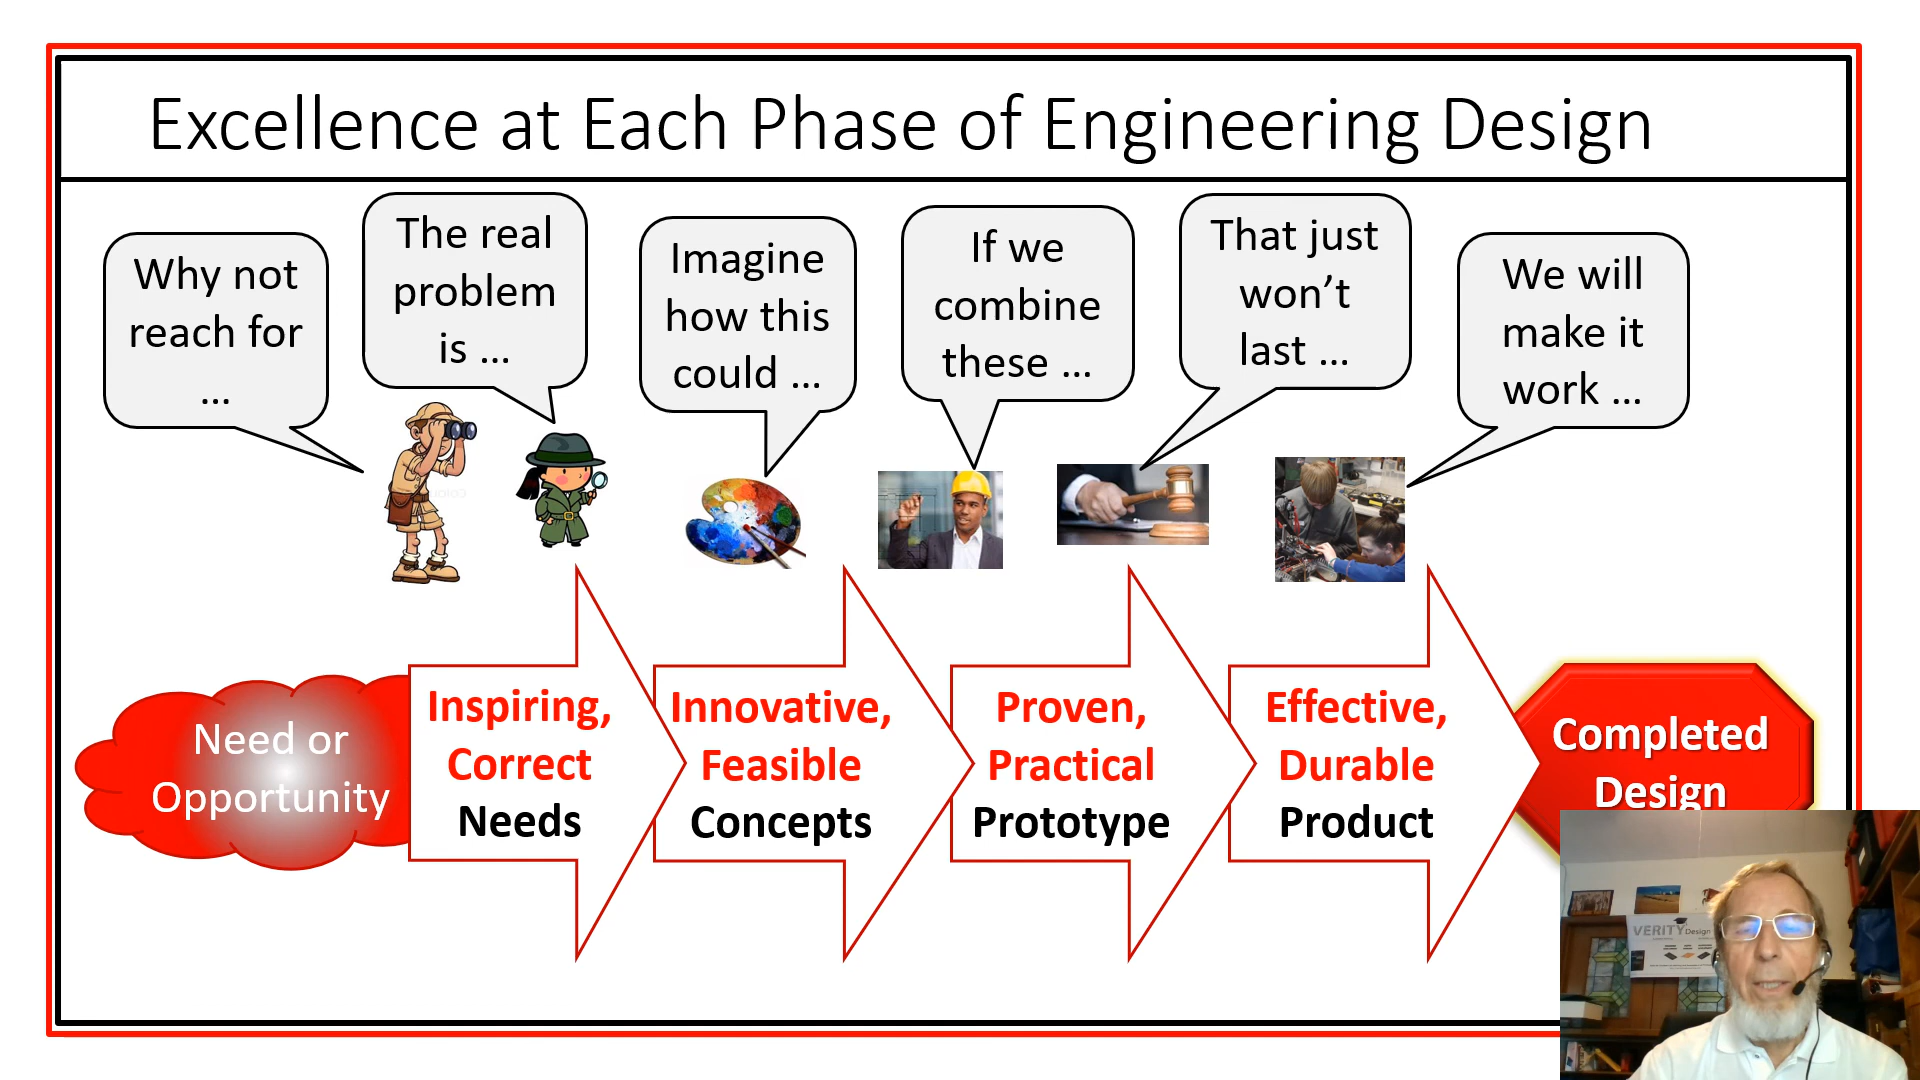 Excellence at Each Phase of Engineering Design
Why not
reach for
...
The real
problem
is ...
Imagine
how this
could ...
If we
combine
these ...
That just
won’t
last ...
We will
make it
work ...
Need or
Opportunity
Inspiring,
Correct
Needs
Innovative,
Feasible
Concepts
Proven,
Practical
Prototype
Effective,
Durable
Product
Completed
Design
VERITY Design